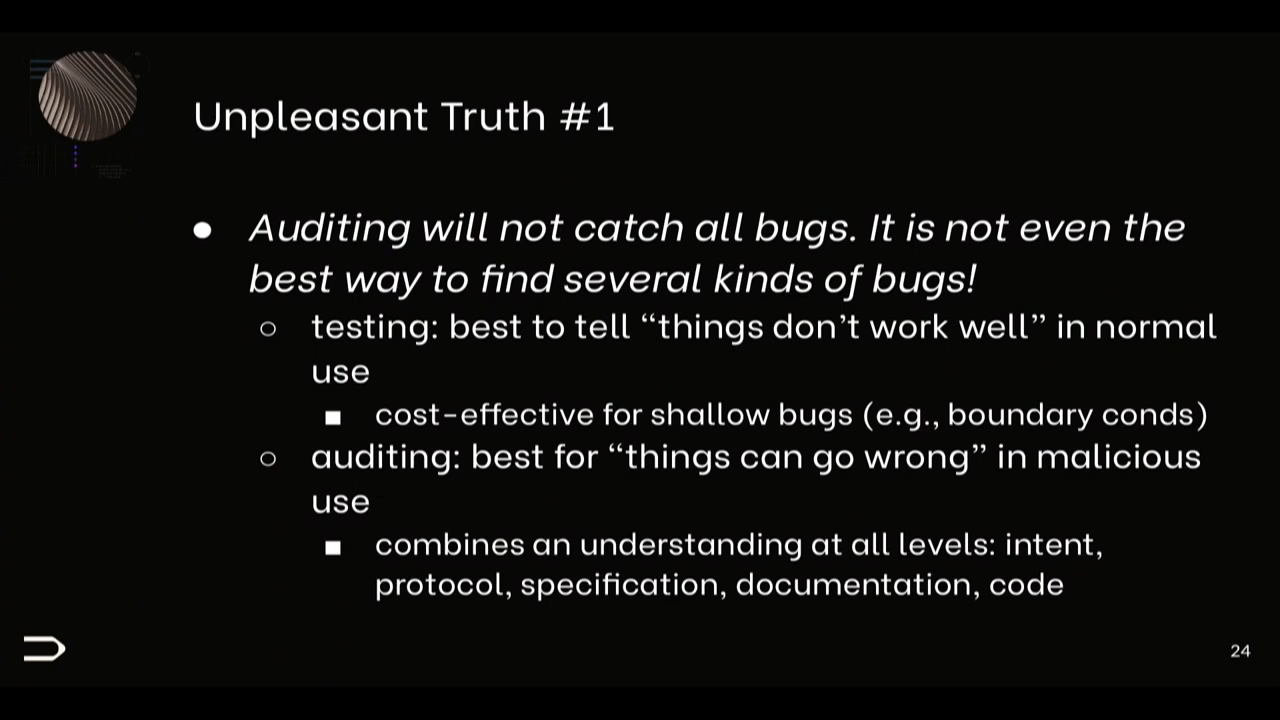 Unpleasant Truth #1
● Auditing will not catch all bugs. It is not even the
best way to find several kinds of bugs!
○ testing: best to tell “things don’t work well” in normal
use
■ cost-effective for shallow bugs (e.g., boundary conds)
○ auditing: best for “things can go wrong” in malicious
use
■ combines an understanding at all levels: intent,
protocol, specification, documentation, code
24